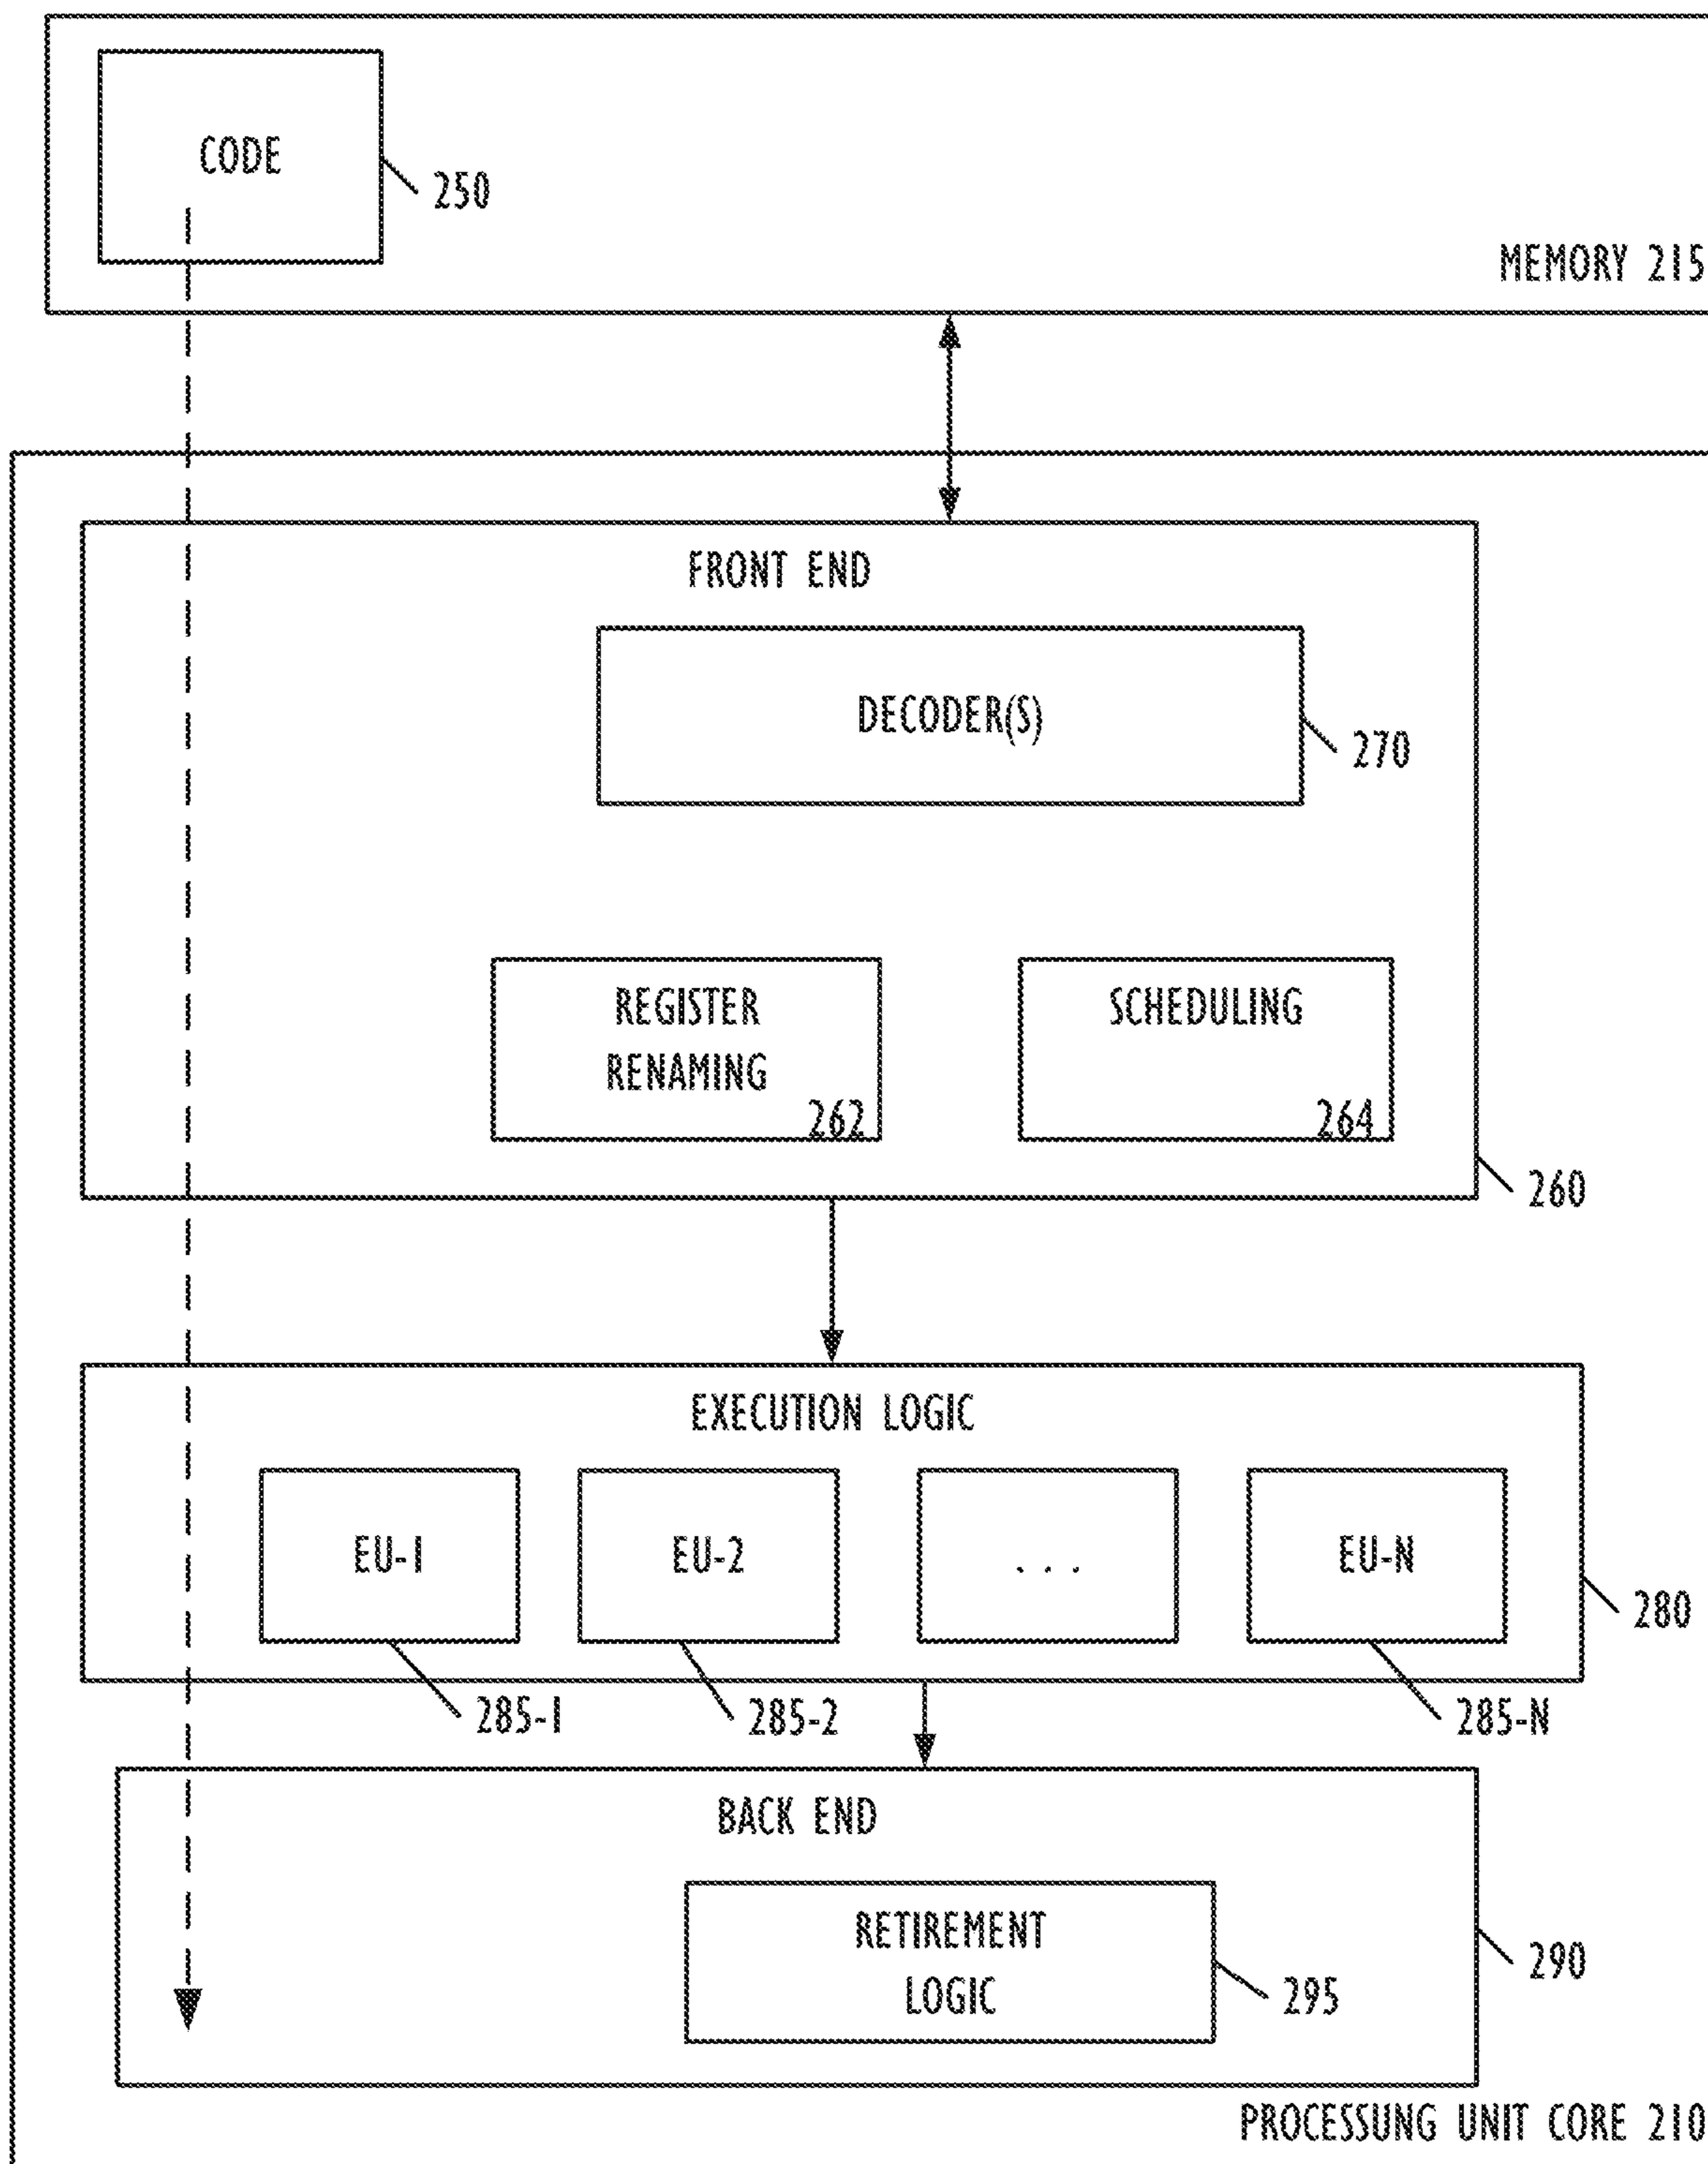 CODE
250
MEMORY 215
FRONT END
DECODER(S)
270
REGISTER
RENAMING
262
SCHEDULING
264
260
EXECUTION LOGIC
EU-1
EU-2
. . .
EU-N
280
285-1
285-2
285-N
BACK END
RETIREMENT
LOGIC
295
290
PROCESSUNG UNIT CORE 210